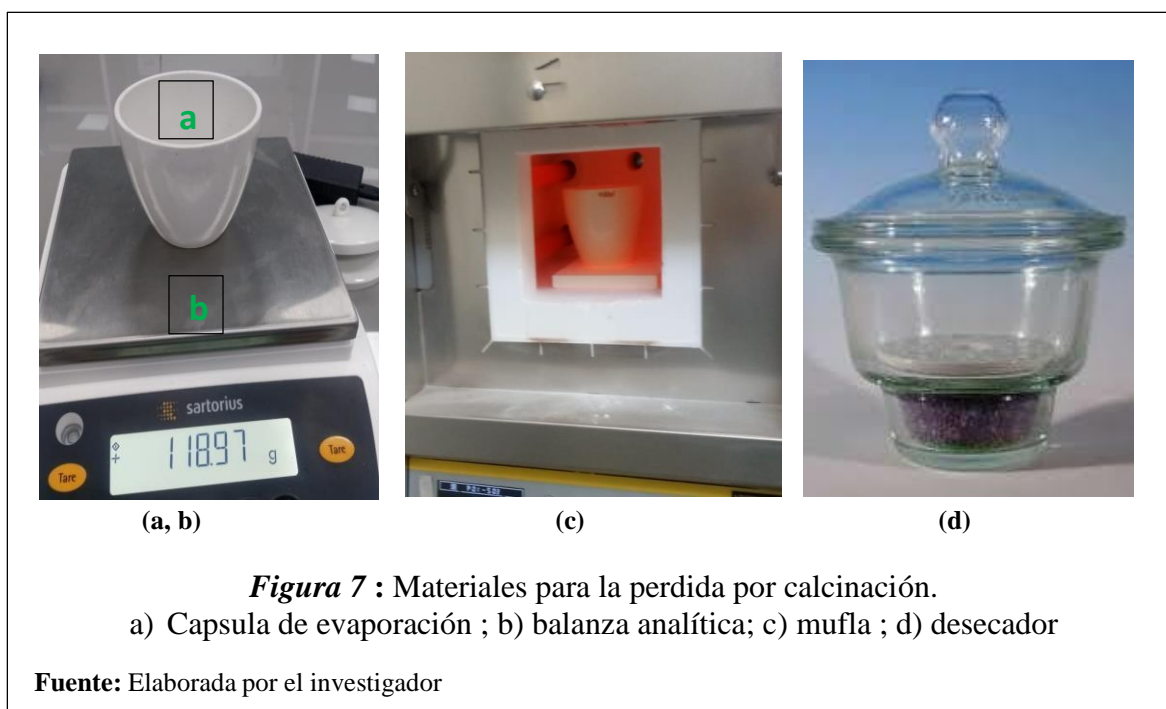 a
b
sartorius
118.97 g
Tare
Tare
(a, b)
(c)
(d)
Figura 7 : Materiales para la perdida por calcinación.
a) Capsula de evaporación ; b) balanza analítica; c) mufla ; d) desecador
Fuente: Elaborada por el investigador